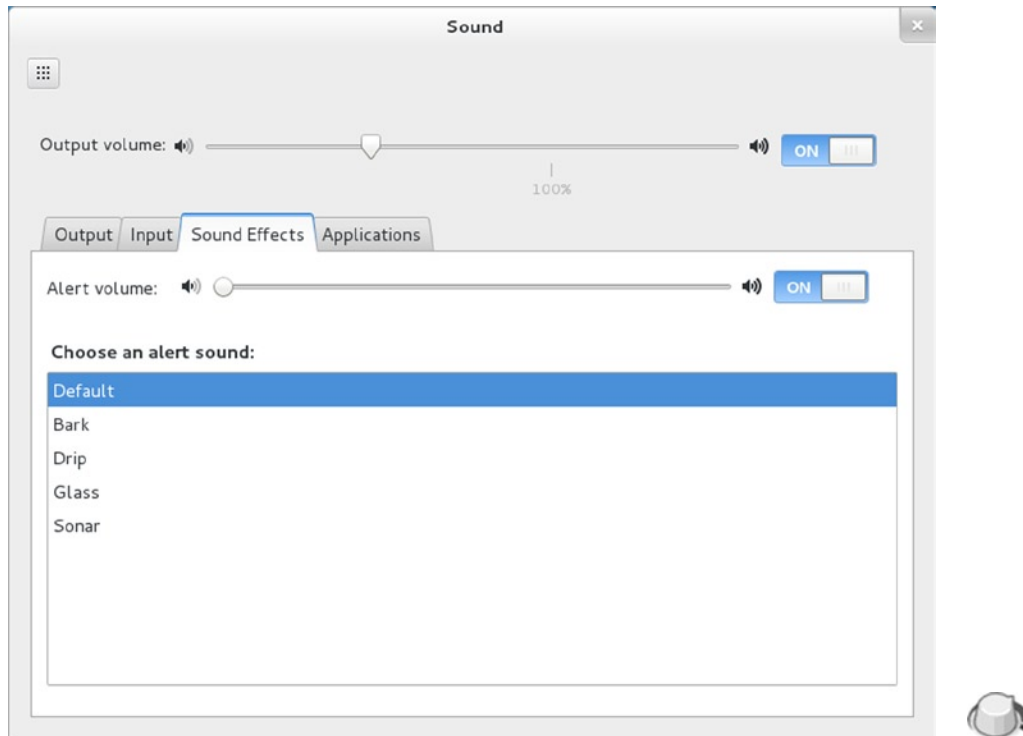 Sound
Output volume: ON
100%
Output Input Sound Effects Applications
Alert volume: ON
Choose an alert sound:
Default
Bark
Drip
Glass
Sonar